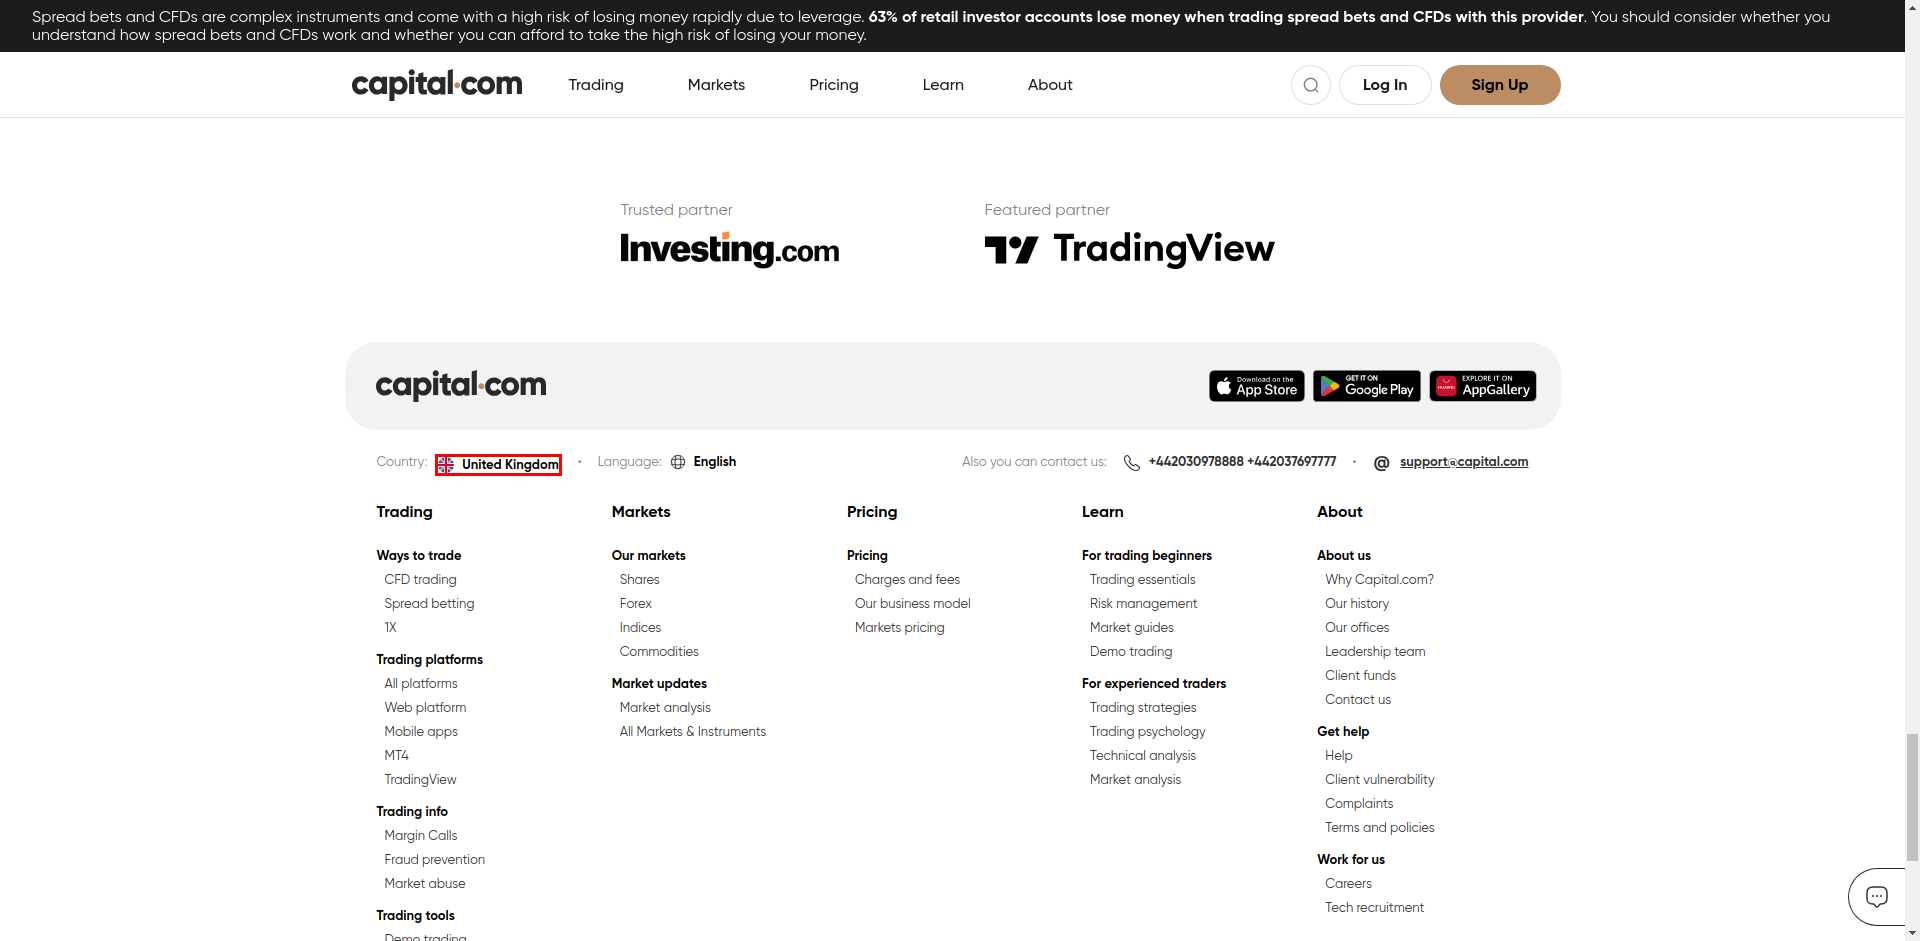 Spread bets and CFDs are complex instruments and come with a high risk of losing money rapidly due to leverage. 63% of retail investor accounts lose money when trading spread bets and CFDs with this provider. You should consider whether you
understand how spread bets and CFDs work and whether you can afford to take the high risk of losing your money.
capital.com Trading Markets Pricing Learn About Log In Sign Up
Trusted partner
Investing.com
Featured partner
TradingView
capital.com
Download on the
App Store
GET IT ON
Google Play
HUAWEI
EXPLORE IT ON
AppGallery
Country: United Kingdom · Language: English
Also you can contact us: +442030978888 +442037697777 · @ support@capital.com
Trading
Ways to trade
CFD trading
Spread betting
1X
Trading platforms
All platforms
Web platform
Mobile apps
MT4
TradingView
Trading info
Margin Calls
Fraud prevention
Market abuse
Trading tools
Demo trading
Markets
Our markets
Shares
Forex
Indices
Commodities
Market updates
Market analysis
All Markets & Instruments
Pricing
Pricing
Charges and fees
Our business model
Markets pricing
Learn
For trading beginners
Trading essentials
Risk management
Market guides
Demo trading
For experienced traders
Trading strategies
Trading psychology
Technical analysis
Market analysis
About
About us
Why Capital.com?
Our history
Our offices
Leadership team
Client funds
Contact us
Get help
Help
Client vulnerability
Complaints
Terms and policies
Work for us
Careers
Tech recruitment